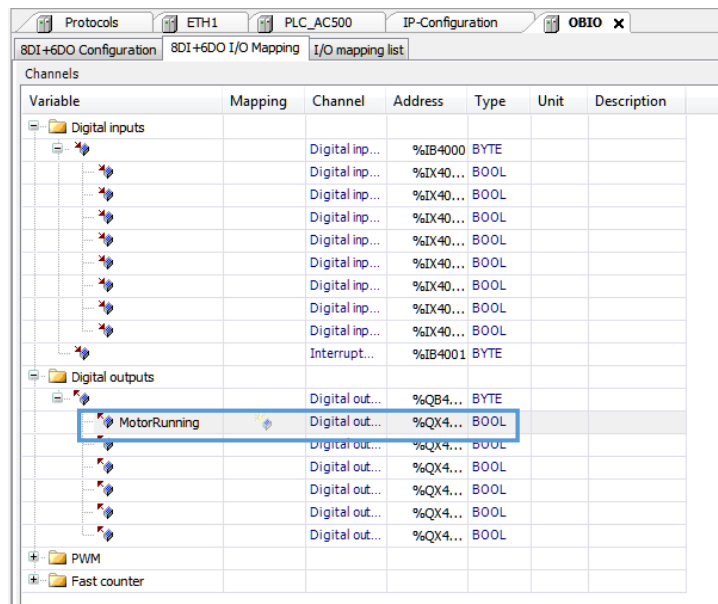 Protocols ETH1 PLC_AC500 IP-Configuration OBIO X
8DI+6DO Configuration 8DI+6DO I/O Mapping I/O mapping list
Channels
Variable Mapping Channel Address Type Unit Description
Digital inputs
Digital inp... %IB4000 BYTE
Digital inp... %IX40... BOOL
Digital inp... %IX40... BOOL
Digital inp... %IX40... BOOL
Digital inp... %IX40... BOOL
Digital inp... %IX40... BOOL
Digital inp... %IX40... BOOL
Digital inp... %IX40... BOOL
Digital inp... %IX40... BOOL
Interrupt... %IB4001 BYTE
Digital outputs
Digital out... %QB4... BYTE
MotorRunning Digital out... %QX4... BOOL
Digital out... %QX4... BOOL
Digital out... %QX4... BOOL
Digital out... %QX4... BOOL
Digital out... %QX4... BOOL
Digital out... %QX4... BOOL
PWM
Fast counter